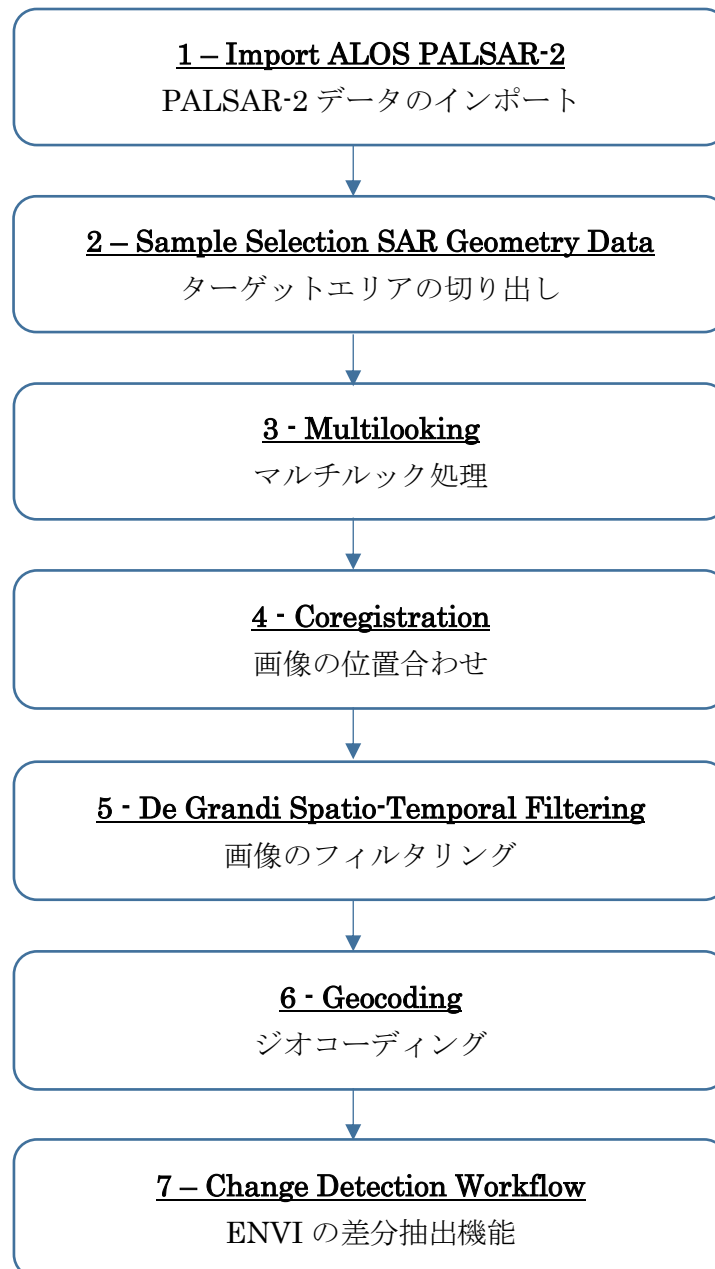 1 – Import ALOS PALSAR-2
PALSAR-2 データのインポート
2 – Sample Selection SAR Geometry Data
ターゲットエリアの切り出し
3 - Multilooking
マルチルック処理
4 - Coregistration
画像の位置合わせ
5 - De Grandi Spatio-Temporal Filtering
画像のフィルタリング
6 - Geocoding
ジオコーディング
7 – Change Detection Workflow
ENVI の差分抽出機能